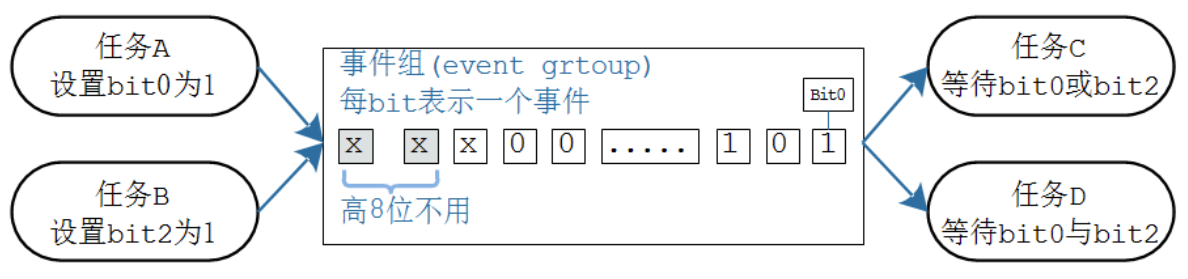 任务A
设置bit0为1
任务B
设置bit2为1
事件组(event grtoup)
每bit表示一个事件
Bit0
x x x 0 0 ..... 1 0 1
高8位不用
任务C
等待bit0或bit2
任务D
等待bit0与bit2